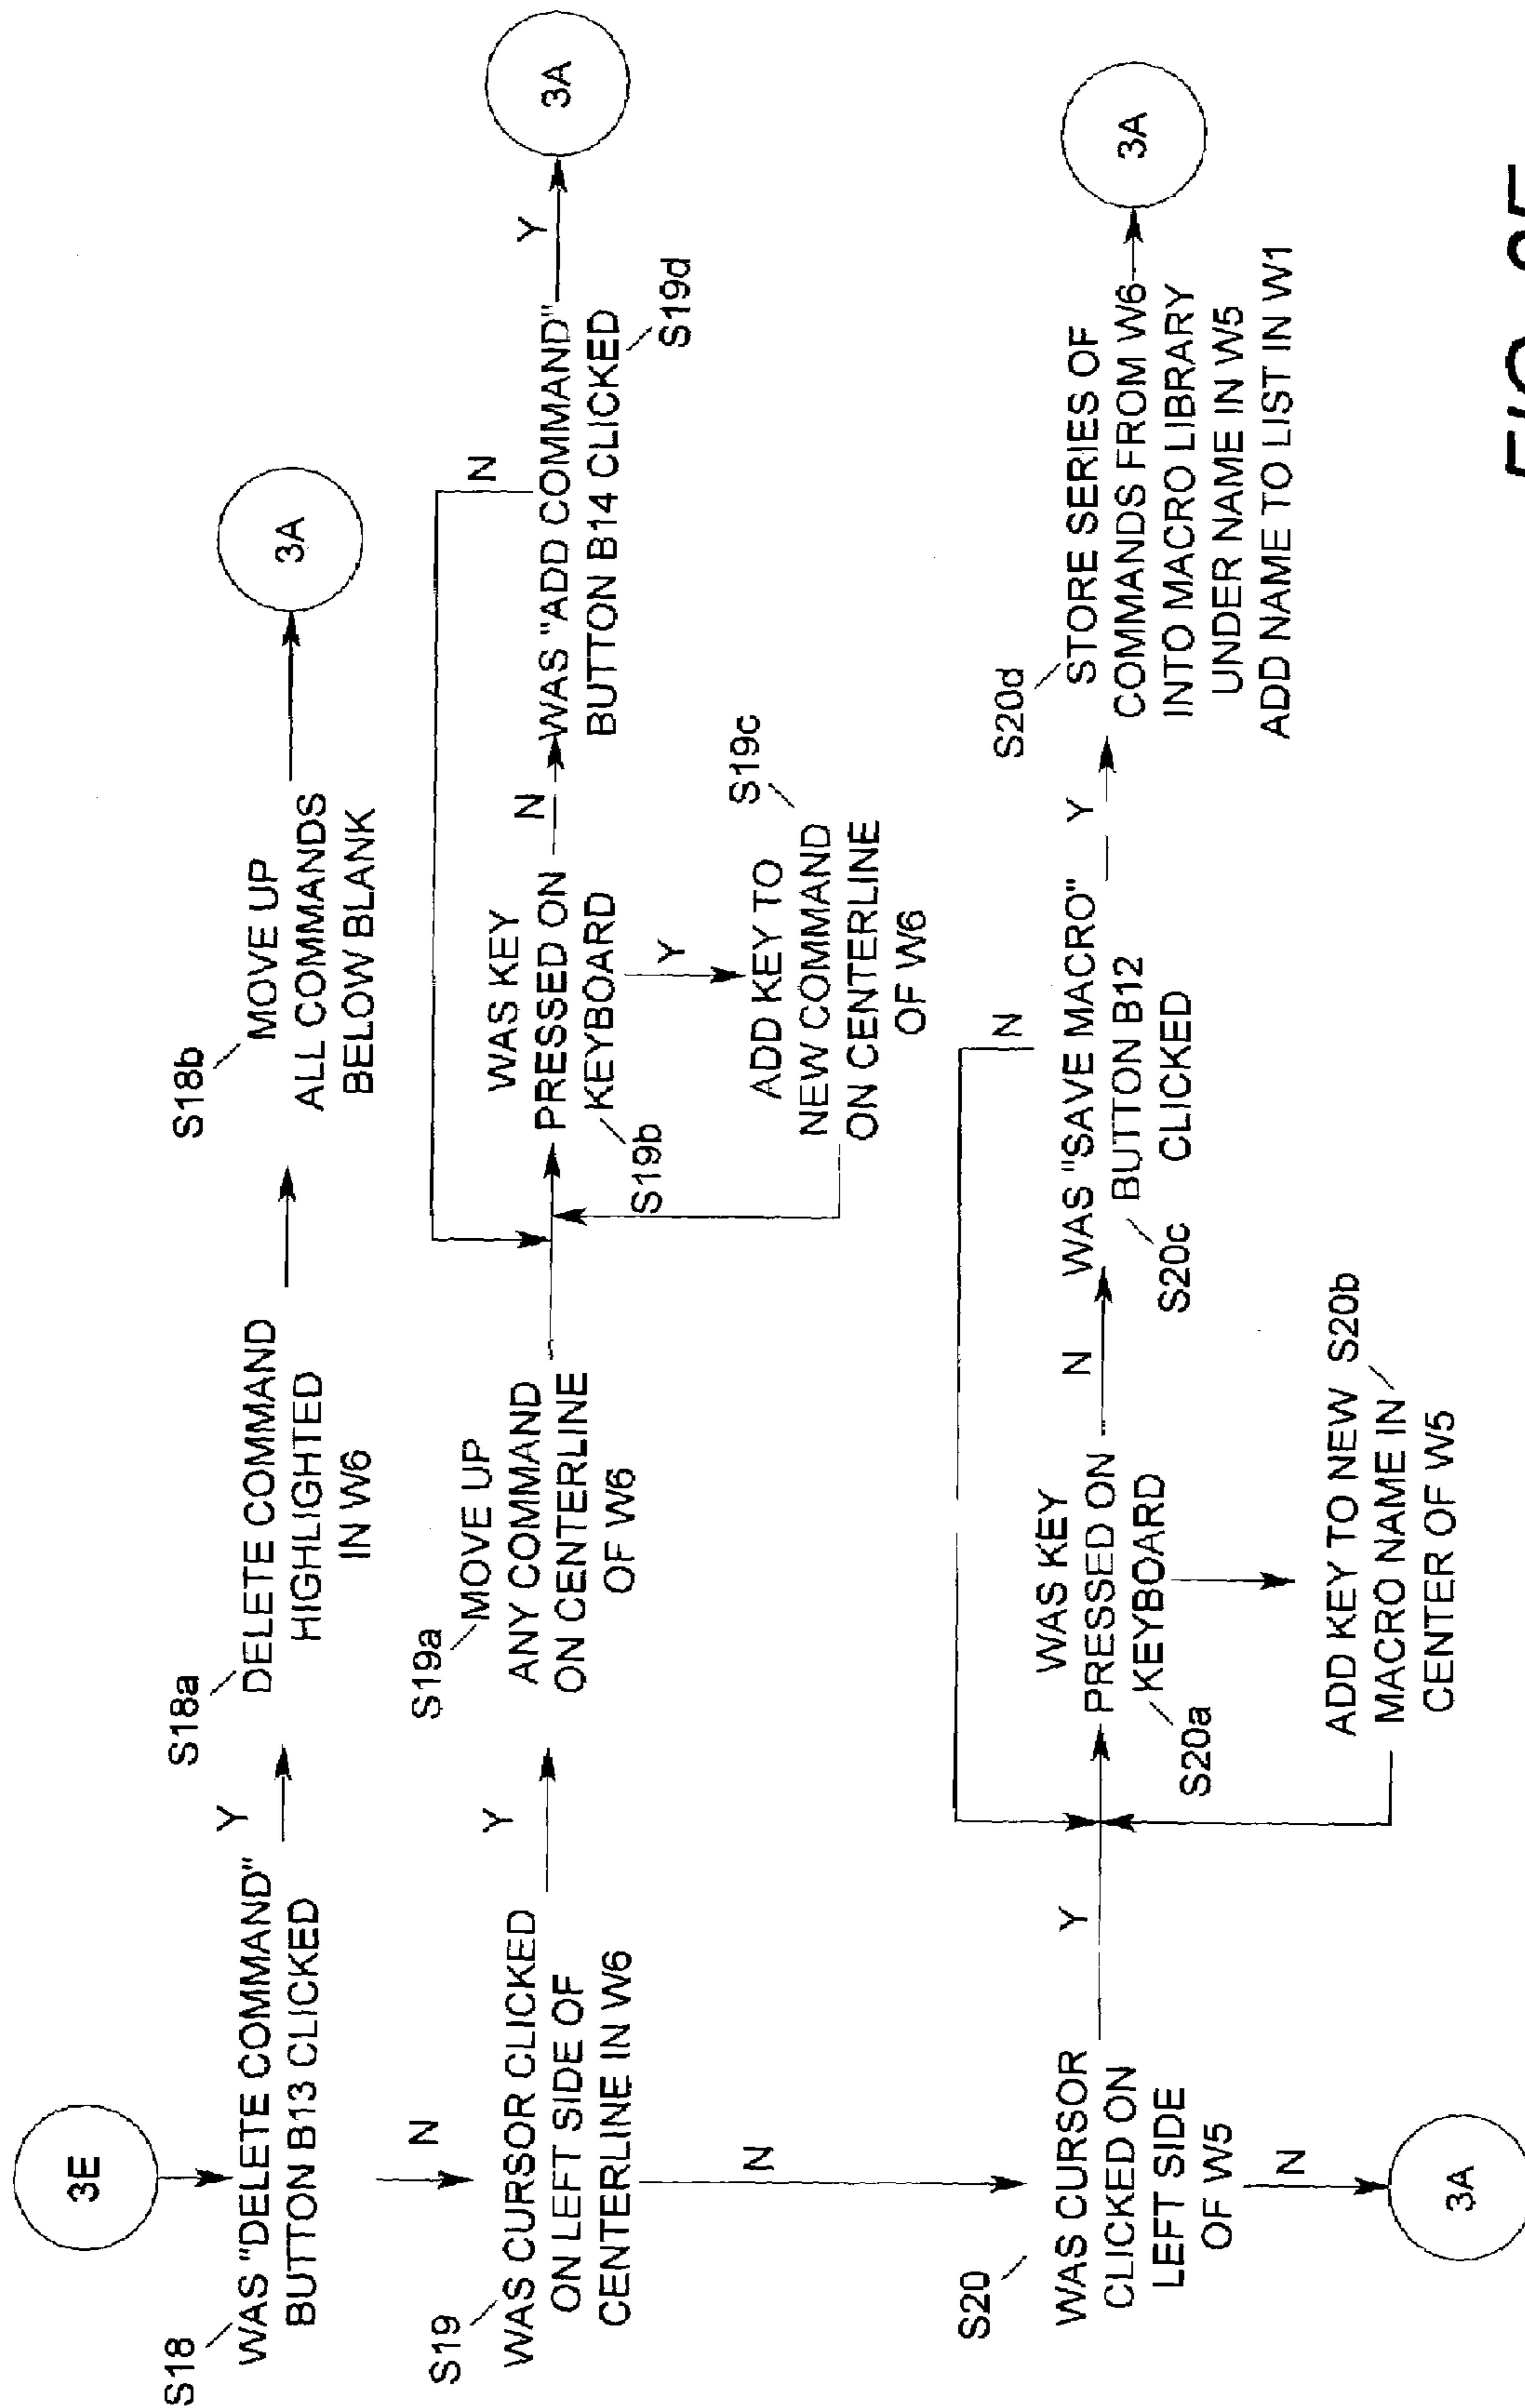 3E
S18
WAS "DELETE COMMAND"
BUTTON B13 CLICKED
Y
S18a
DELETE COMMAND
HIGHLIGHTED
IN W6
S18b
MOVE UP
ALL COMMANDS
BELOW BLANK
3A
N
S19
WAS CURSOR CLICKED
ON LEFT SIDE OF
CENTERLINE IN W6
Y
S19a
MOVE UP
ANY COMMAND
ON CENTERLINE
OF W6
WAS KEY
PRESSED ON
KEYBOARD
S19b
N
WAS "ADD COMMAND"
BUTTON B14 CLICKED
S19d
N
Y
3A
Y
S19c
ADD KEY TO
NEW COMMAND
ON CENTERLINE
OF W6
N
S20
WAS CURSOR
CLICKED ON
LEFT SIDE
OF W5
Y
WAS KEY
PRESSED ON
KEYBOARD
S20a
N
WAS "SAVE MACRO"
BUTTON B12
CLICKED
S20c
N
Y
S20d
STORE SERIES OF
COMMANDS FROM W6
INTO MACRO LIBRARY
UNDER NAME IN W5
ADD NAME TO LIST IN W1
3A
ADD KEY TO NEW
MACRO NAME IN
CENTER OF W5
S20b
N
3A